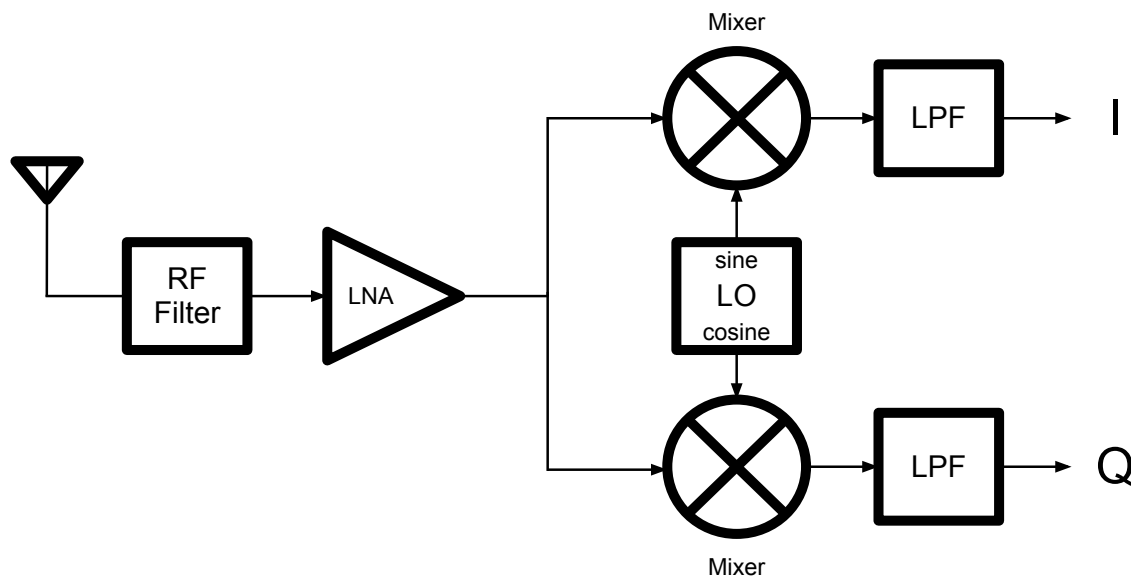 Mixer
LPF
I
RF
Filter
LNA
sine
LO
cosine
LPF
Q
Mixer